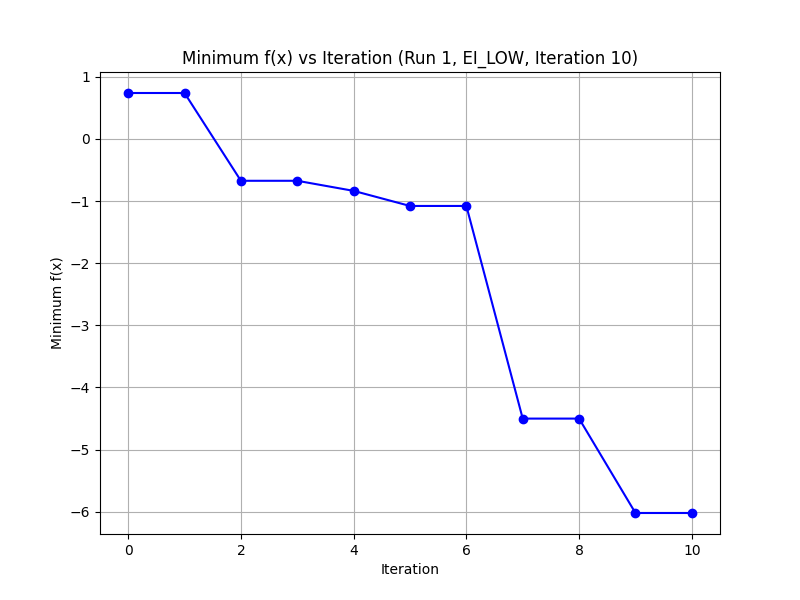 Minimum f(x) vs Iteration (Run 1, EI_LOW, Iteration 10)
1
0
−1
−2
−3
−4
−5
−6
Minimum f(x)
0 2 4 6 8 10
Iteration